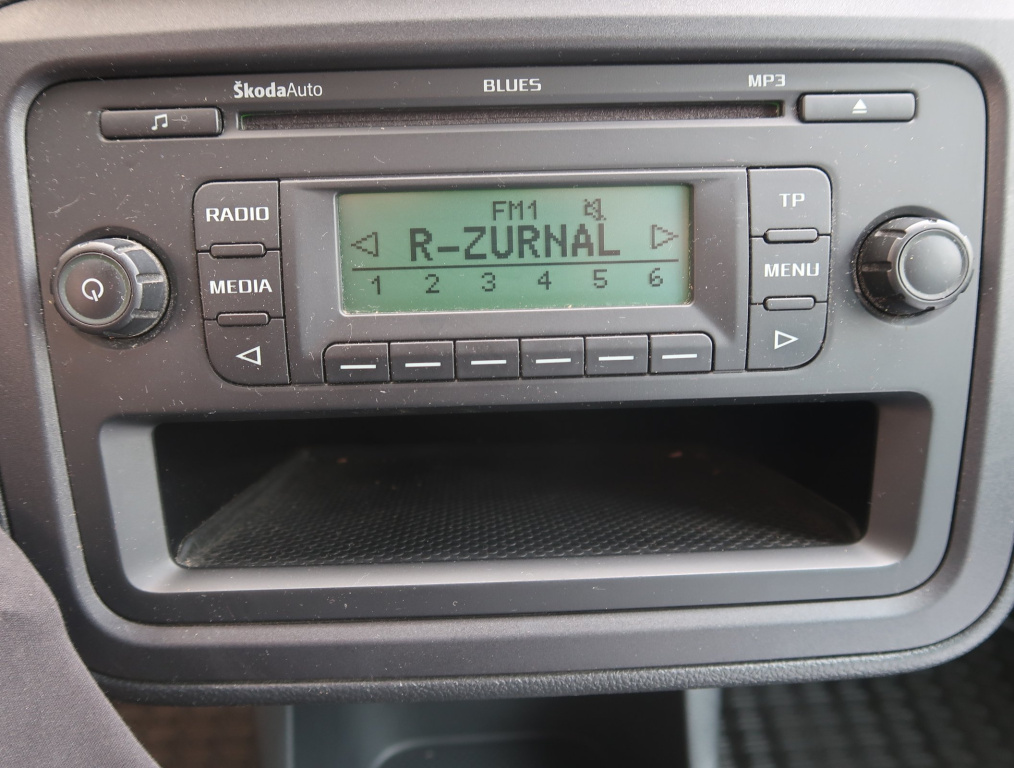 ŠkodaAuto BLUES MP3
RADIO
MEDIA
FM1
R-ZURNAL
1 2 3 4 5 6
TP
MENU